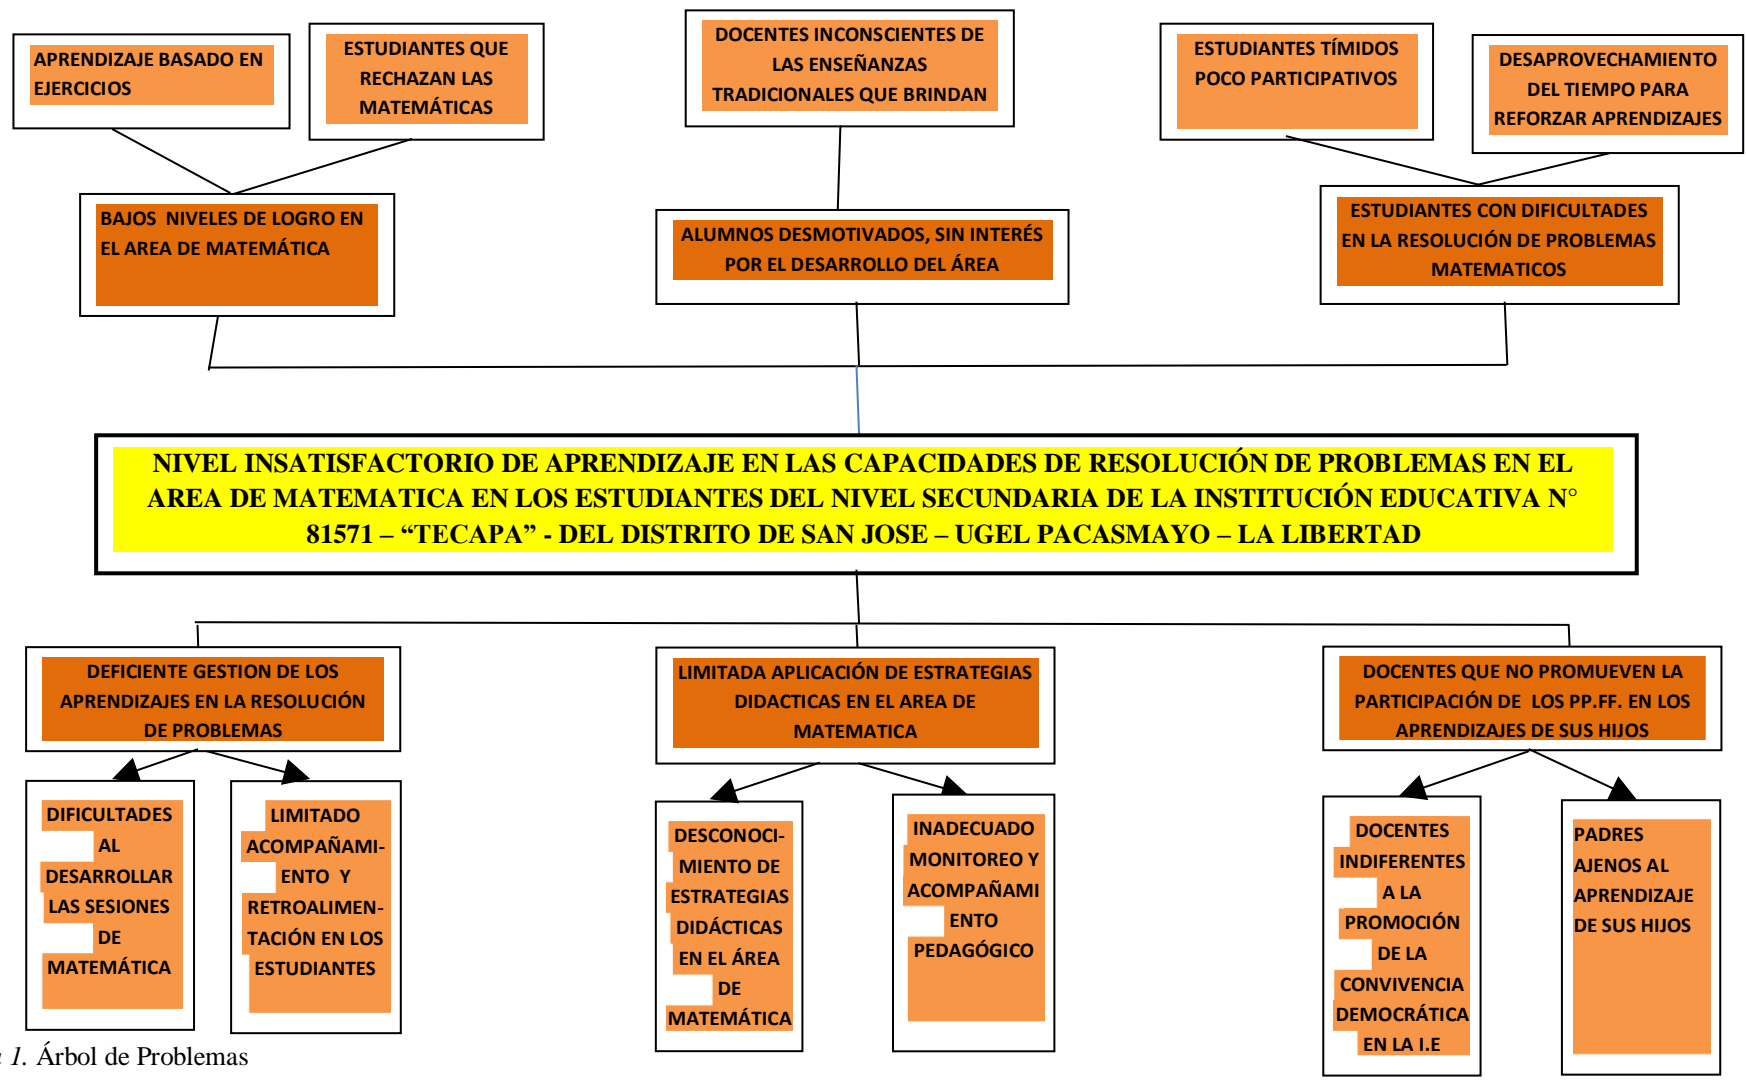 APRENDIZAJE BASADO EN
EJERCICIOS
ESTUDIANTES QUE
RECHAZAN LAS
MATEMÁTICAS
DOCENTES INCONSCIENTES DE
LAS ENSEÑANZAS
TRADICIONALES QUE BRINDAN
ESTUDIANTES TÍMIDOS
POCO PARTICIPATIVOS
DESAPROVECHAMIENTO
DEL TIEMPO PARA
REFORZAR APRENDIZAJES
BAJOS NIVELES DE LOGRO EN
EL AREA DE MATEMÁTICA
ALUMNOS DESMOTIVADOS, SIN INTERÉS
POR EL DESARROLLO DEL ÁREA
ESTUDIANTES CON DIFICULTADES
EN LA RESOLUCIÓN DE PROBLEMAS
MATEMATICOS
NIVEL INSATISFACTORIO DE APRENDIZAJE EN LAS CAPACIDADES DE RESOLUCIÓN DE PROBLEMAS EN EL
AREA DE MATEMATICA EN LOS ESTUDIANTES DEL NIVEL SECUNDARIA DE LA INSTITUCIÓN EDUCATIVA N°
81571 – “TECAPA” - DEL DISTRITO DE SAN JOSE – UGEL PACASMAYO – LA LIBERTAD
DEFICIENTE GESTION DE LOS
APRENDIZAJES EN LA RESOLUCIÓN
DE PROBLEMAS
LIMITADA APLICACIÓN DE ESTRATEGIAS
DIDACTICAS EN EL AREA DE
MATEMATICA
DOCENTES QUE NO PROMUEVEN LA
PARTICIPACIÓN DE LOS PP.FF. EN LOS
APRENDIZAJES DE SUS HIJOS
DIFICULTADES
AL
DESARROLLAR
LAS SESIONES
DE
MATEMÁTICA
LIMITADO
ACOMPAÑAMI-
ENTO Y
RETROALIMEN-
TACIÓN EN LOS
ESTUDIANTES
DESCONOCI-
MIENTO DE
ESTRATEGIAS
DIDÁCTICAS
EN EL ÁREA
DE
MATEMÁTICA
INADECUADO
MONITOREO Y
ACOMPAÑAMI
ENTO
PEDAGÓGICO
DOCENTES
INDIFERENTES
A LA
PROMOCIÓN
DE LA
CONVIVENCIA
DEMOCRÁTICA
EN LA I.E
PADRES
AJENOS AL
APRENDIZAJE
DE SUS HIJOS
1. Árbol de Problemas